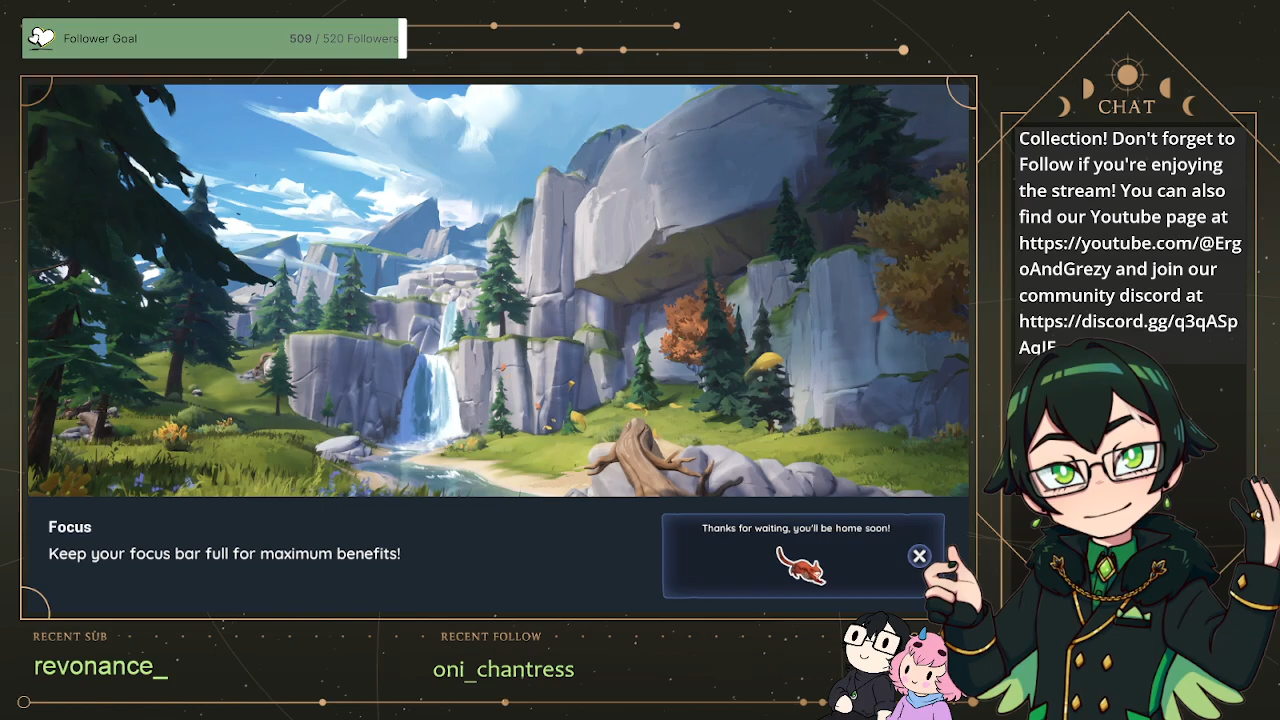 Follower Goal
509 / 520 Followers
CHAT
Collection! Don't forget to
Follow if you're enjoying
the stream! You can also
find our Youtube page at
https://youtube.com/@Erg
oAndGrezy and join our
community discord at
https://discord.gg/q3qASp
Focus
Keep your focus bar full for maximum benefits!
Thanks for waiting, you'll be home soon!
RECENT SUB
revonance_
RECENT FOLLOW
oni_chantress